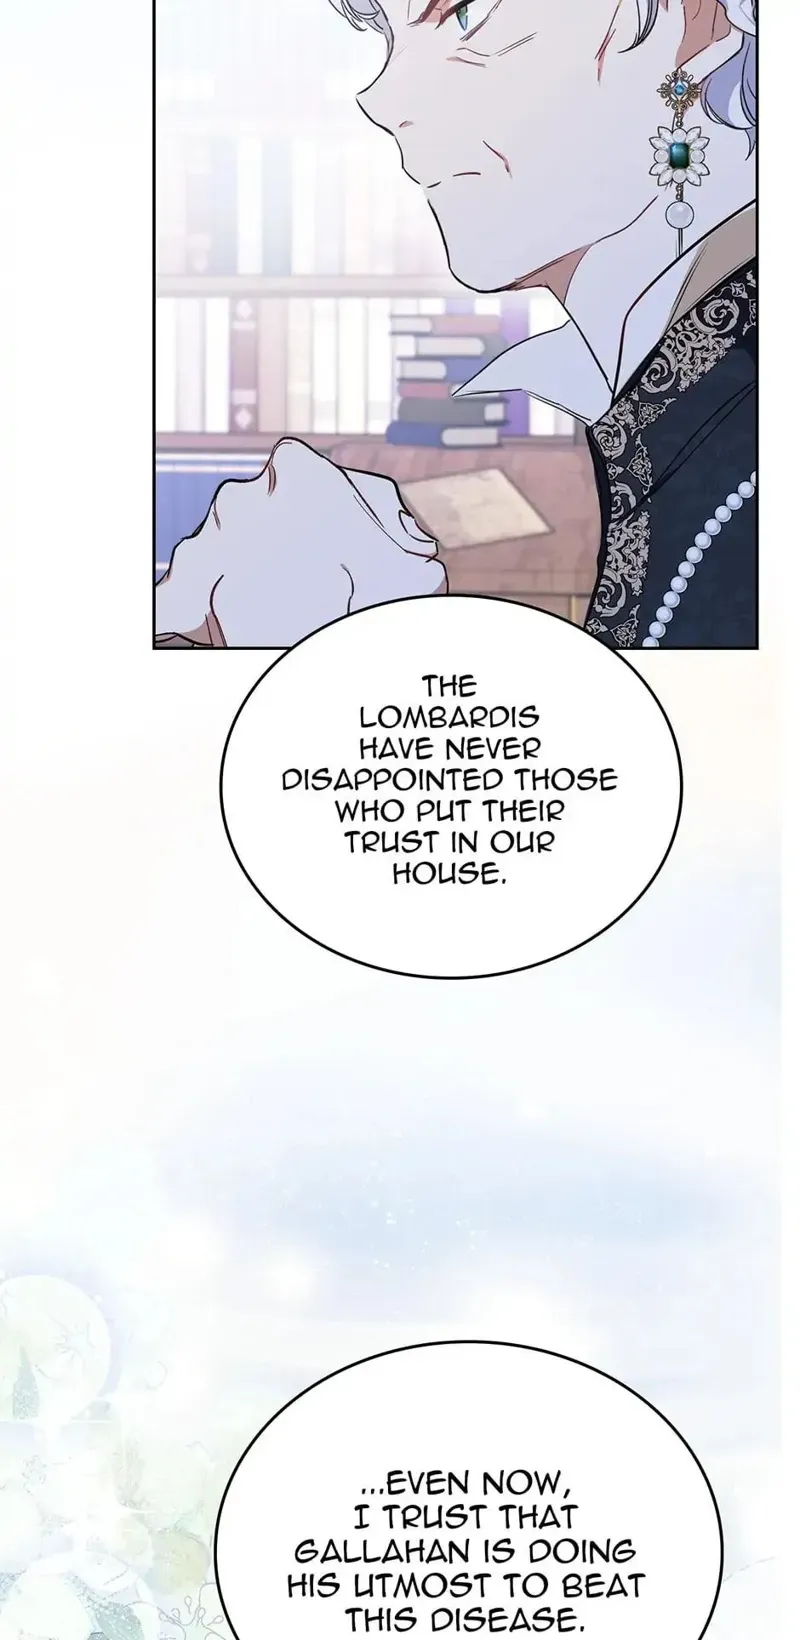 THE
LOMBARDIS
HAVE NEVER
DISAPPOINTED THOSE
WHO PUT THEIR
TRUST IN OUR
HOUSE.
...EVEN NOW,
I TRUST THAT
GALLAHAN IS DOING
HIS UTMOST TO BEAT
THIS DISEASE.